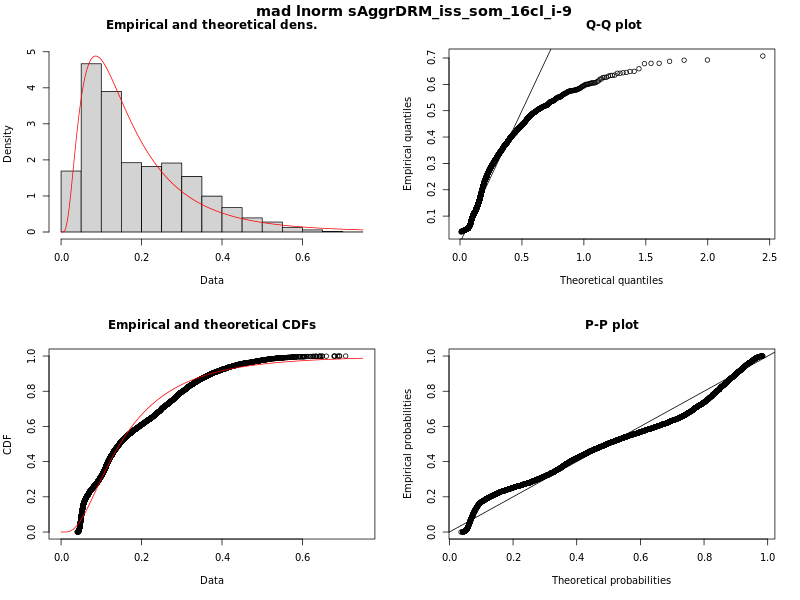 mad lnorm sAggrDRM_iss_som_16cl_i-9
Empirical and theoretical dens.
Density
0 1 2 3 4 5
0.0 0.2 0.4 0.6
Data
Q-Q plot
Empirical quantiles
0.1 0.2 0.3 0.4 0.5 0.6 0.7
0.0 0.5 1.0 1.5 2.0 2.5
Theoretical quantiles
Empirical and theoretical CDFs
CDF
0.0 0.2 0.4 0.6 0.8 1.0
0.0 0.2 0.4 0.6
Data
P-P plot
Empirical probabilities
0.0 0.2 0.4 0.6 0.8 1.0
0.0 0.2 0.4 0.6 0.8 1.0
Theoretical probabilities